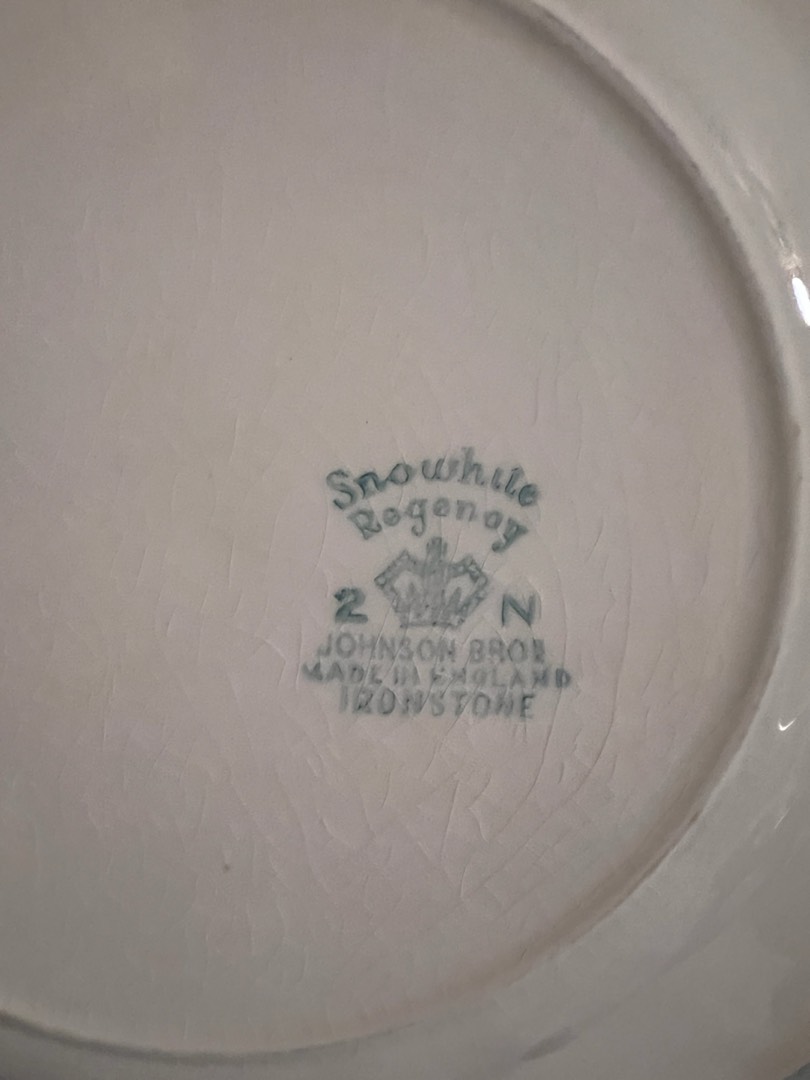 Snowhite
Regency
2 N
JOHNSON BROS
MADE IN ENGLAND
IRONSTONE